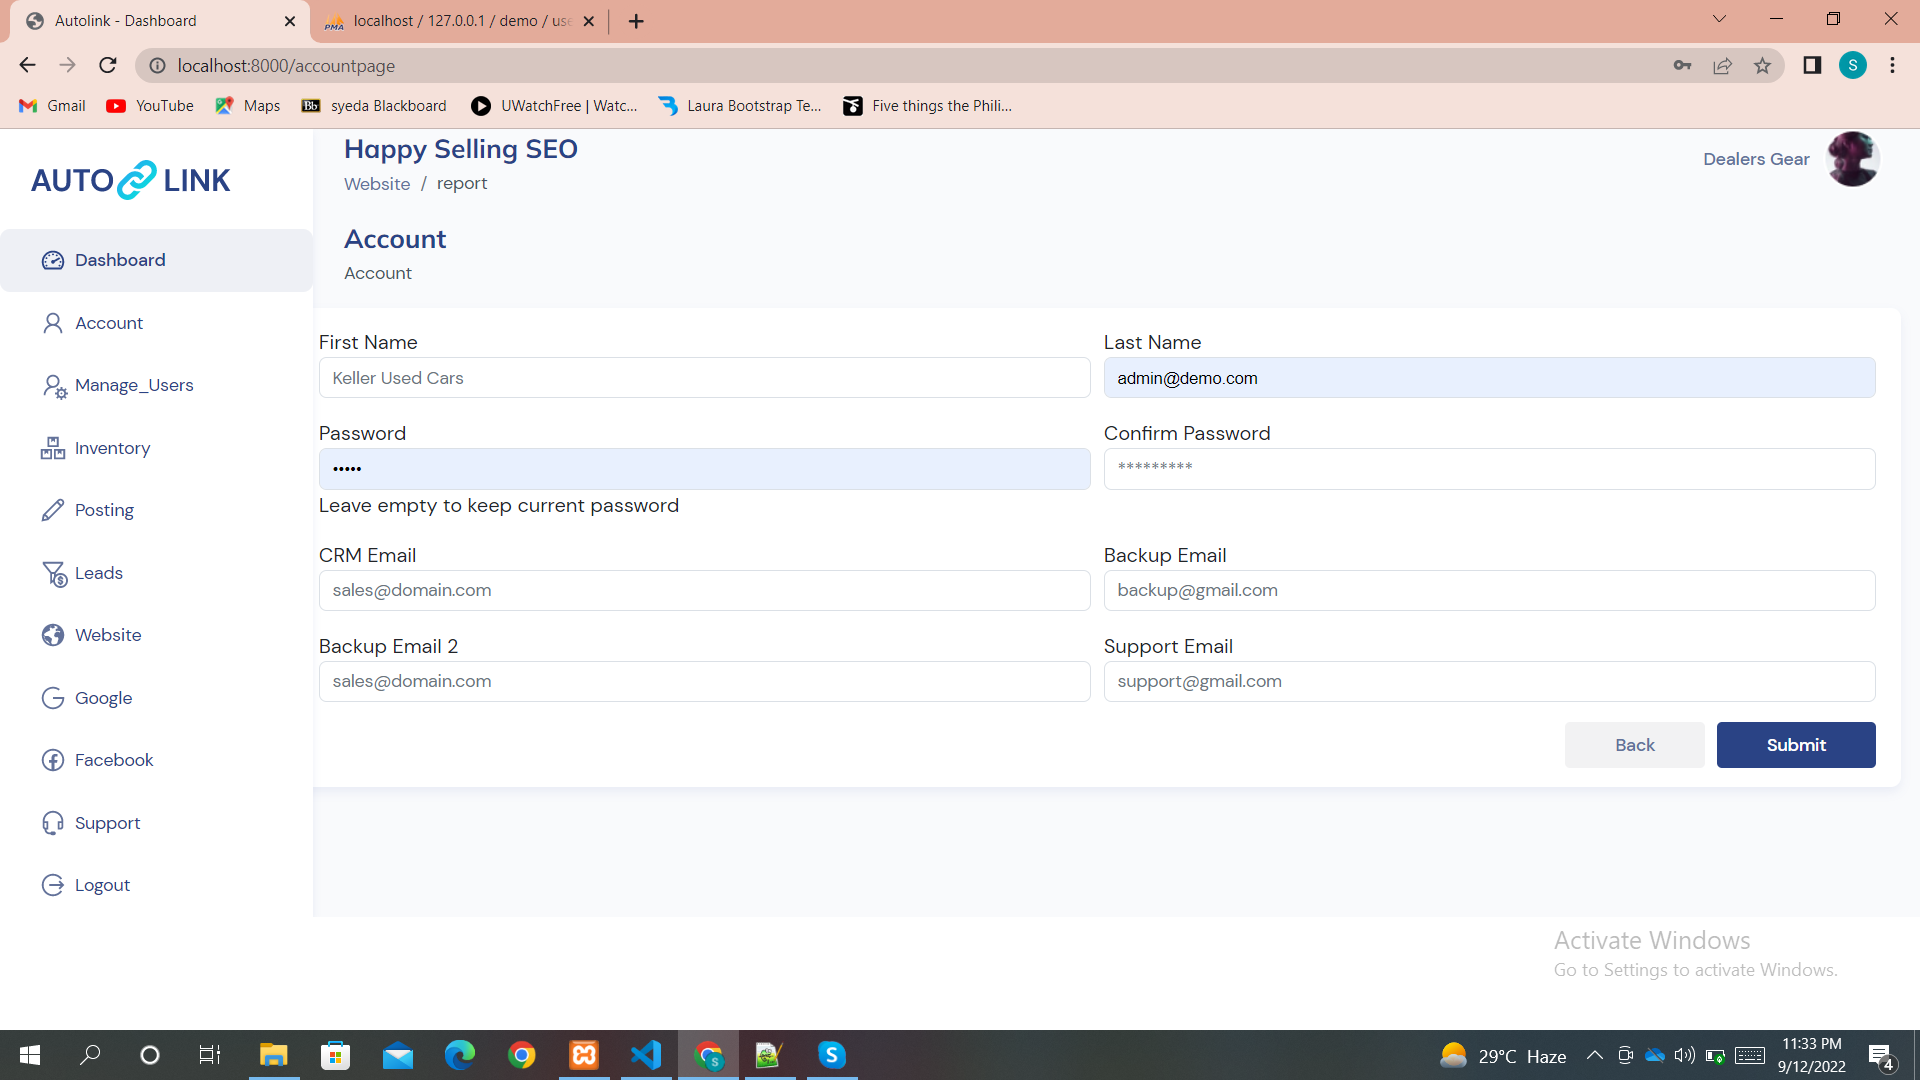 Autolink - Dashboard
localhost / 127.0.0.1 / demo / use
localhost:8000/accountpage
S
Gmail
YouTube
Maps
Bb
syeda Blackboard
UWatchFree | Watc...
Laura Bootstrap Te...
Five things the Phili...
AUTO LINK
Happy Selling SEO
Website / report
Dealers Gear
Account
Account
Dashboard
Account
Manage_Users
Inventory
Posting
Leads
Website
Google
Facebook
Support
Logout
First Name
Keller Used Cars
Last Name
admin@demo.com
Password
•••••
Confirm Password
*********
Leave empty to keep current password
CRM Email
sales@domain.com
Backup Email
backup@gmail.com
Backup Email 2
sales@domain.com
Support Email
support@gmail.com
Back
Submit
Activate Windows
Go to Settings to activate Windows.
29°C Haze
11:33 PM
9/12/2022
4